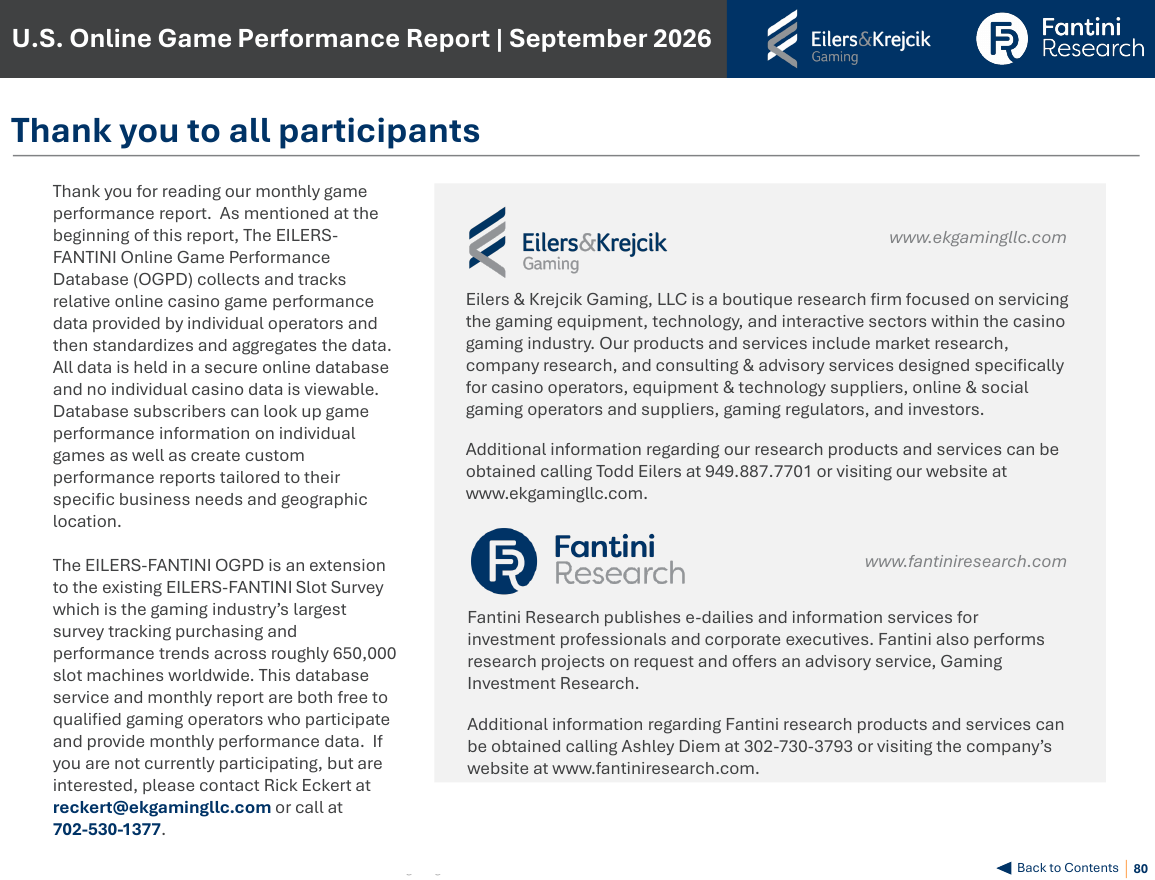 U.S. Online Game Performance Report | September 2026
Eilers&Krejcik
Gaming
Fantini
Research
Thank you to all participants
Thank you for reading our monthly game
performance report.  As mentioned at the
beginning of this report, The EILERS-
FANTINI Online Game Performance
Database (OGPD) collects and tracks
relative online casino game performance
data provided by individual operators and
then standardizes and aggregates the data.
All data is held in a secure online database
and no individual casino data is viewable.
Database subscribers can look up game
performance information on individual
games as well as create custom
performance reports tailored to their
specific business needs and geographic
location.
The EILERS-FANTINI OGPD is an extension
to the existing EILERS-FANTINI Slot Survey
which is the gaming industry’s largest
survey tracking purchasing and
performance trends across roughly 650,000
slot machines worldwide. This database
service and monthly report are both free to
qualified gaming operators who participate
and provide monthly performance data.  If
you are not currently participating, but are
interested, please contact Rick Eckert at
reckert@ekgamingllc.com or call at
702-530-1377.
Eilers&Krejcik
Gaming
www.ekgamingllc.com
Eilers & Krejcik Gaming, LLC is a boutique research firm focused on servicing
the gaming equipment, technology, and interactive sectors within the casino
gaming industry. Our products and services include market research,
company research, and consulting & advisory services designed specifically
for casino operators, equipment & technology suppliers, online & social
gaming operators and suppliers, gaming regulators, and investors.
Additional information regarding our research products and services can be
obtained calling Todd Eilers at 949.887.7701 or visiting our website at
www.ekgamingllc.com.
Fantini
Research
www.fantiniresearch.com
Fantini Research publishes e-dailies and information services for
investment professionals and corporate executives. Fantini also performs
research projects on request and offers an advisory service, Gaming
Investment Research.
Additional information regarding Fantini research products and services can
be obtained calling Ashley Diem at 302-730-3793 or visiting the company’s
website at www.fantiniresearch.com.
Back to Contents | 80